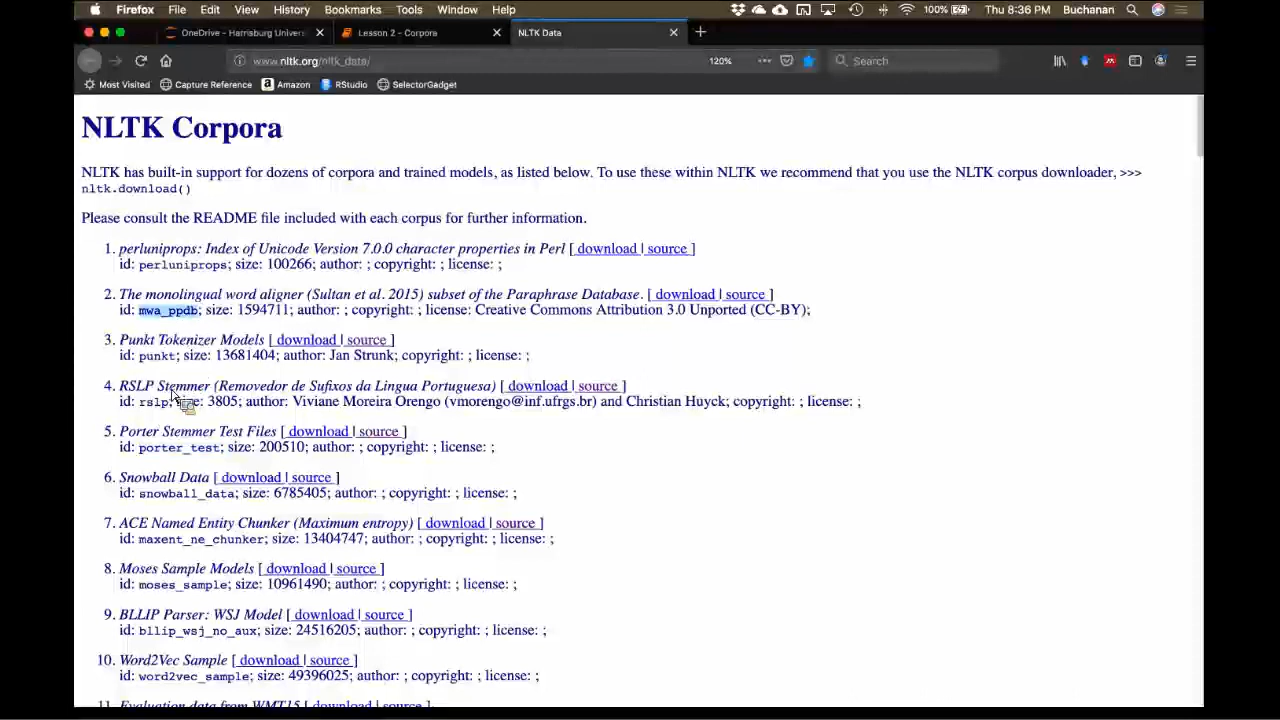 Firefox File Edit View History Bookmarks Tools Window Help 100% Thu 8:36 PM Buchanan
OneDrive - Harrisburg Univers
Lesson 2 - Corpora
NLTK Data
www.nltk.org/nltk_data/ 120% Search
Most Visited Capture Reference Amazon RStudio SelectorGadget
NLTK Corpora
NLTK has built-in support for dozens of corpora and trained models, as listed below. To use these within NLTK we recommend that you use the NLTK corpus downloader, >>>
nltk.download()
Please consult the README file included with each corpus for further information.
1. perluniprops: Index of Unicode Version 7.0.0 character properties in Perl [ download | source ]
id: perluniprops; size: 100266; author: ; copyright: ; license: ;
2. The monolingual word aligner (Sultan et al. 2015) subset of the Paraphrase Database. [ download | source ]
id: mwa_ppdb; size: 1594711; author: ; copyright: ; license: Creative Commons Attribution 3.0 Unported (CC-BY);
3. Punkt Tokenizer Models [ download | source ]
id: punkt; size: 13681404; author: Jan Strunk; copyright: ; license: ;
4. RSLP Stemmer (Removedor de Sufixos da Lingua Portuguesa) [ download | source ]
id: rslp; size: 3805; author: Viviane Moreira Orengo (vmorengo@inf.ufrgs.br) and Christian Huyck; copyright: ; license: ;
5. Porter Stemmer Test Files [ download | source ]
id: porter_test; size: 200510; author: ; copyright: ; license: ;
6. Snowball Data [ download | source ]
id: snowball_data; size: 6785405; author: ; copyright: ; license: ;
7. ACE Named Entity Chunker (Maximum entropy) [ download | source ]
id: maxent_ne_chunker; size: 13404747; author: ; copyright: ; license: ;
8. Moses Sample Models [ download | source ]
id: moses_sample; size: 10961490; author: ; copyright: ; license: ;
9. BLLIP Parser: WSJ Model [ download | source ]
id: bllip_wsj_no_aux; size: 24516205; author: ; copyright: ; license: ;
10. Word2Vec Sample [ download | source ]
id: word2vec_sample; size: 49396025; author: ; copyright: ; license: ;
11. Evaluation data from WMT15 [ download | source ]